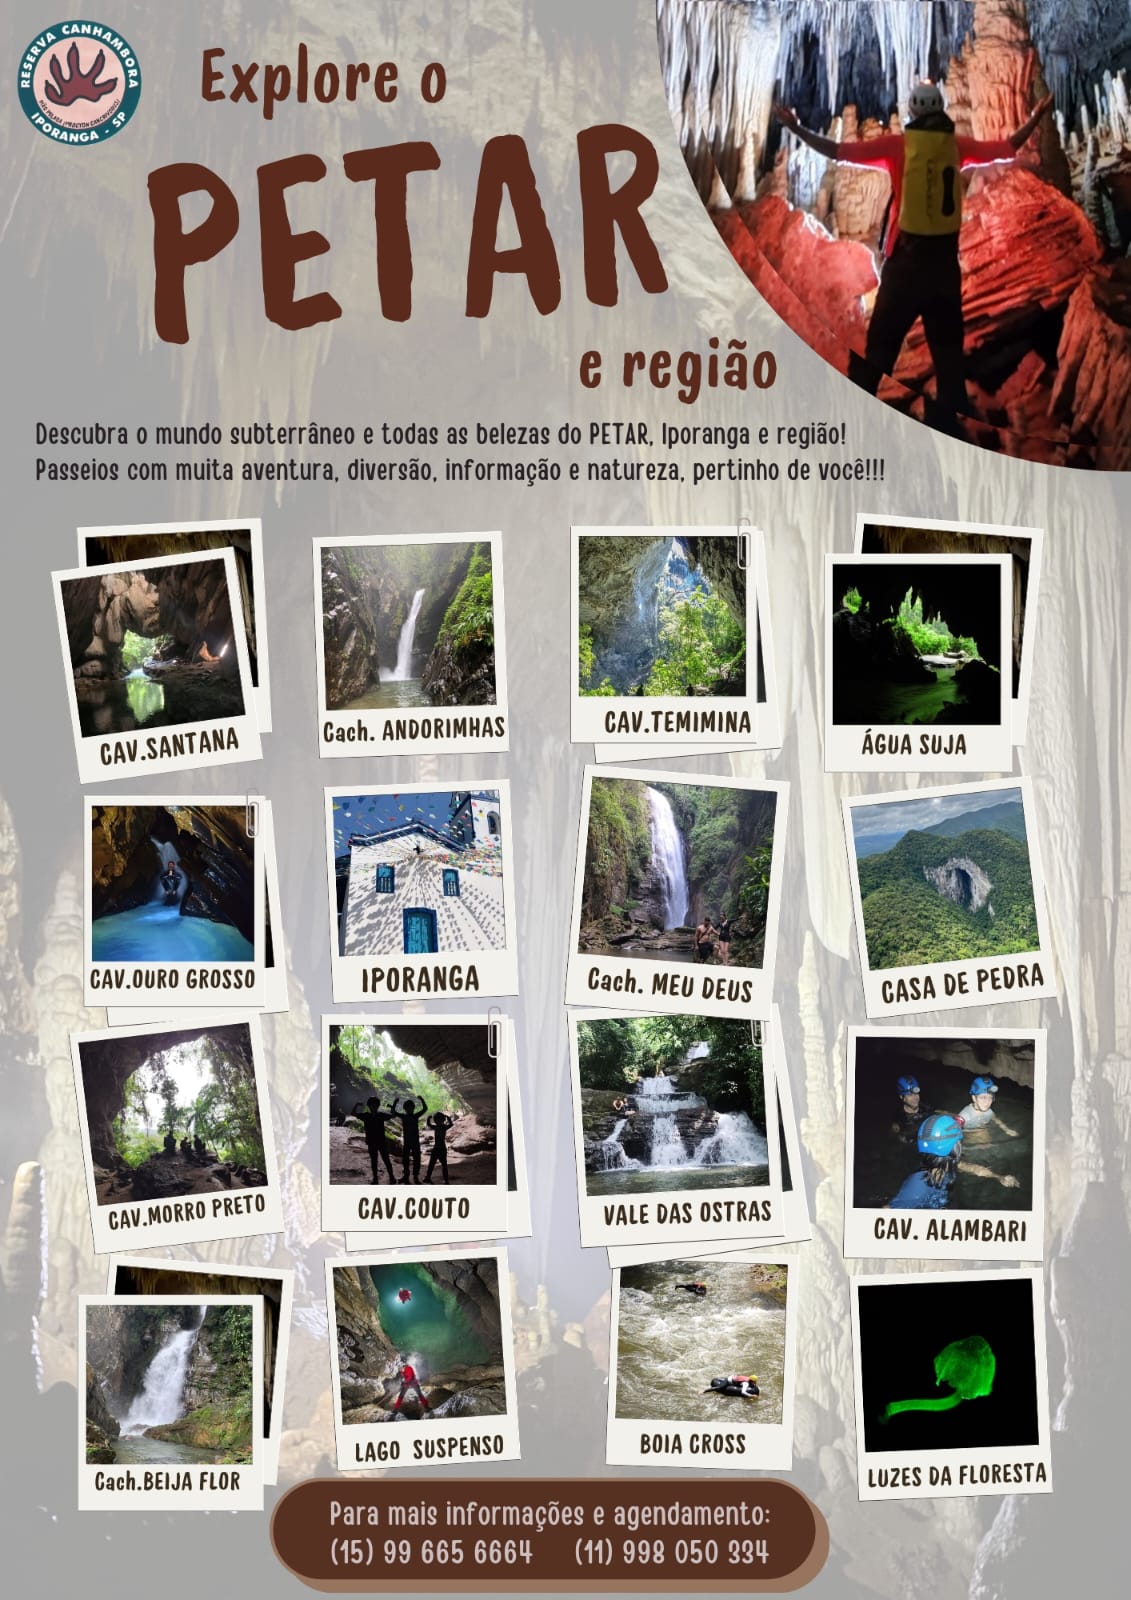 RESERVA CANHAMBORA
IPORANGA - SP
Explore o
PETAR
e região
Descubra o mundo subterrâneo e todas as belezas do PETAR, Iporanga e região!
Passeios com muita aventura, diversão, informação e natureza, pertinho de você!!!
CAV.SANTANA
Cach. ANDORIMHAS
CAV.TEMIMINA
ÁGUA SUJA
CAV.OURO GROSSO
IPORANGA
Cach. MEU DEUS
CASA DE PEDRA
CAV.MORRO PRETO
CAV.COUTO
VALE DAS OSTRAS
CAV. ALAMBARI
Cach.BEIJA FLOR
LAGO SUSPENSO
BOIA CROSS
LUZES DA FLORESTA
Para mais informações e agendamento:
(15) 99 665 6664 (11) 998 050 334